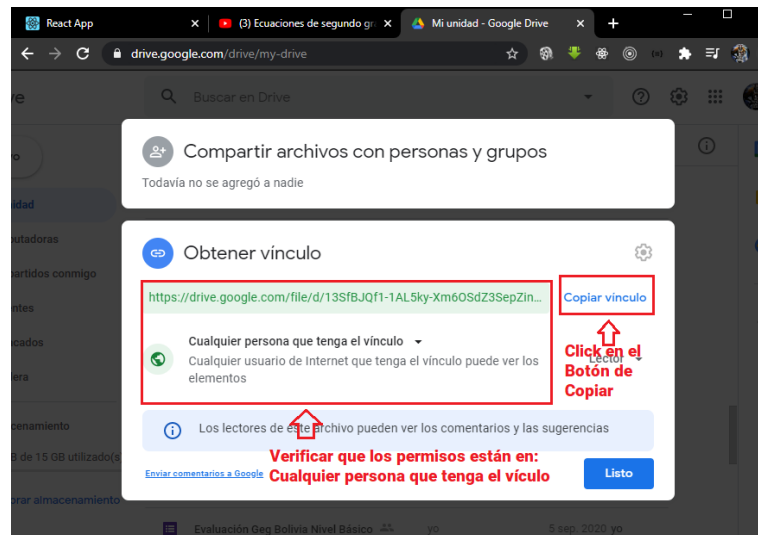 React App
(3) Ecuaciones de segundo gr
Mi unidad - Google Drive
drive.google.com/drive/my-drive
Buscar en Drive
Compartir archivos con personas y grupos
Todavía no se agregó a nadie
Obtener vínculo
https://drive.google.com/file/d/13SfBJQf1-1AL5ky-Xm6OSdZ3SepZin...
Copiar vínculo
Cualquier persona que tenga el vínculo
Cualquier usuario de Internet que tenga el vínculo puede ver los
elementos
Lector
Click en el
Botón de
Copiar
Los lectores de este archivo pueden ver los comentarios y las sugerencias
Verificar que los permisos están en:
Cualquier persona que tenga el vículo
Enviar comentarios a Google
Listo
idad
utadoras
partidos conmigo
ntes
cados
lera
cenamiento
B de 15 GB utilizado(s)
prar almacenamiento
Evaluación Geg Bolivia Nivel Básico
yo
5 sep. 2020 yo